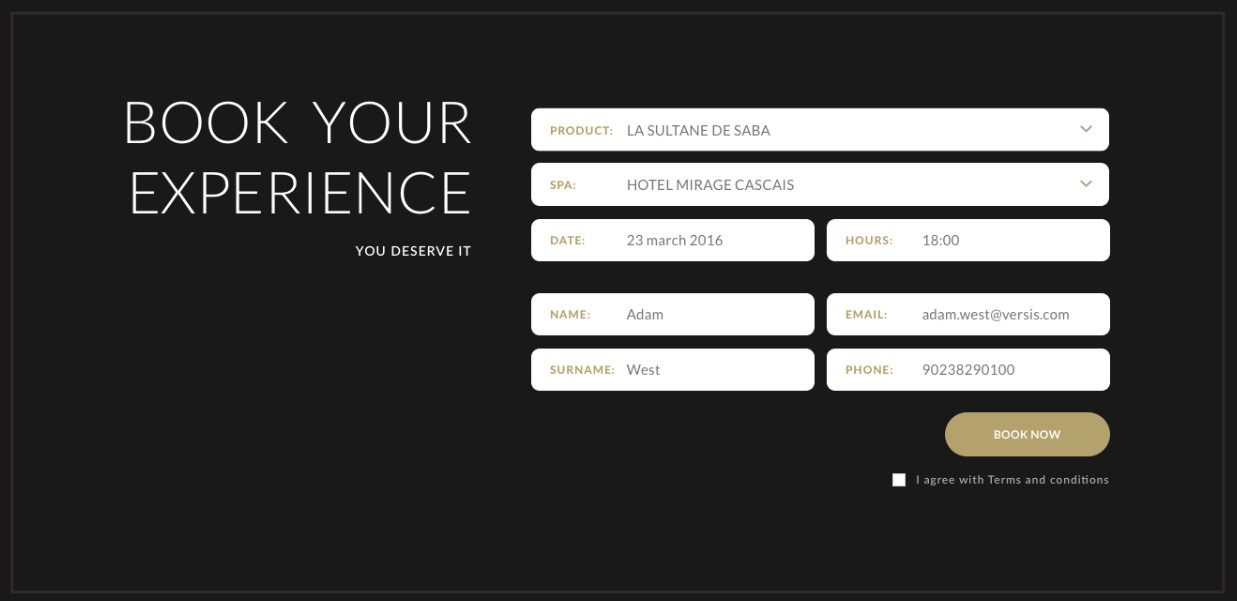 BOOK YOUR
EXPERIENCE
YOU DESERVE IT
PRODUCT: LA SULTANE DE SABA
SPA: HOTEL MIRAGE CASCAIS
DATE: 23 march 2016 HOURS: 18:00
NAME: Adam EMAIL: adam.west@versis.com
SURNAME: West PHONE: 90238290100
BOOK NOW
I agree with Terms and conditions